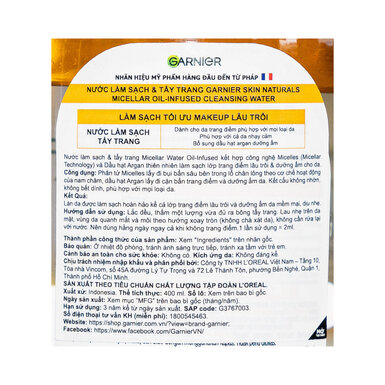 GARNIER
NHÃN HIỆU MỸ PHẨM HÀNG ĐẦU ĐẾN TỪ PHÁP
NƯỚC LÀM SẠCH & TẨY TRANG GARNIER SKIN NATURALS
MICELLAR OIL-INFUSED CLEANSING WATER
LÀM SẠCH TỐI ƯU MAKEUP LÂU TRÔI
NƯỚC LÀM SẠCH
TẨY TRANG
Dành cho da trang điểm phù hợp với mọi loại da
Phù hợp với cả da nhạy cảm
Bổ sung dầu hạt argan dưỡng ẩm
Nước làm sạch & tẩy trang Micellar Water Oil-Infused kết hợp công nghệ Micelles (Micellar
Technology) và Dầu hạt Argan thiên nhiên làm sạch lớp trang điểm lâu trôi & dưỡng ẩm cho da.
Công dụng: Phân tử Micelles lấy đi bụi bẩn sâu bên trong lỗ chân lông theo cơ chế hoạt động
của nam châm, dầu hạt Argan lấy đi cặn bẩn trang điểm và dưỡng da. Kết cấu không nhờn,
không bết dính, phù hợp với mọi loại da.
Kết Quả:
Làn da được làm sạch hoàn hảo kể cả lớp trang điểm lâu trôi và dưỡng ẩm da mềm mại, dịu nhẹ.
Hướng dẫn sử dụng: Lắc đều, thấm một lượng vừa đủ ra bông tẩy trang. Lau nhẹ trên da
mặt, vùng da quanh mắt và môi theo hướng xoay tròn (không chà xát da), không cần rửa lại
với nước. Nên dùng hằng ngày ngay cả khi không trang điểm. 1 lần sử dụng = 2ml.
Thành phần công thức của sản phẩm: Xem "Ingredients" trên nhãn gốc.
Bảo quản: Ở nhiệt độ phòng, tránh ánh sáng trực tiếp, tránh xa tầm với trẻ em.
Cảnh báo an toàn cho sức khỏe: Không có. Kích ứng da: Không đáng kể.
Chịu trách nhiệm nhập khẩu và phân phối bởi: Công ty TNHH L'OREAL Việt Nam – Tầng 10,
Tòa nhà Vincom, số 45A đường Lý Tự Trọng và 72 Lê Thánh Tôn, phường Bến Nghé, Quận 1,
Thành phố Hồ Chí Minh.
SẢN XUẤT THEO TIÊU CHUẨN CHẤT LƯỢNG TẬP ĐOÀN L'OREAL.
Xuất xứ: Indonesia. Thể tích thực: 400 ml. Số lô: Xem trên bao bì gốc.
Ngày sản xuất: Xem mục "MFG" trên bao bì gốc (tháng/năm).
Hạn sử dụng: 3 năm kể từ ngày sản xuất. SAP code: G3767003.
Số điện thoại tư vấn KH (miễn phí): 1800545463.
Website: https://shop.garnier.com.vn/?view=brand-garnier;
Facebook: https://www.facebook.com/GarnierVN/
MỞ